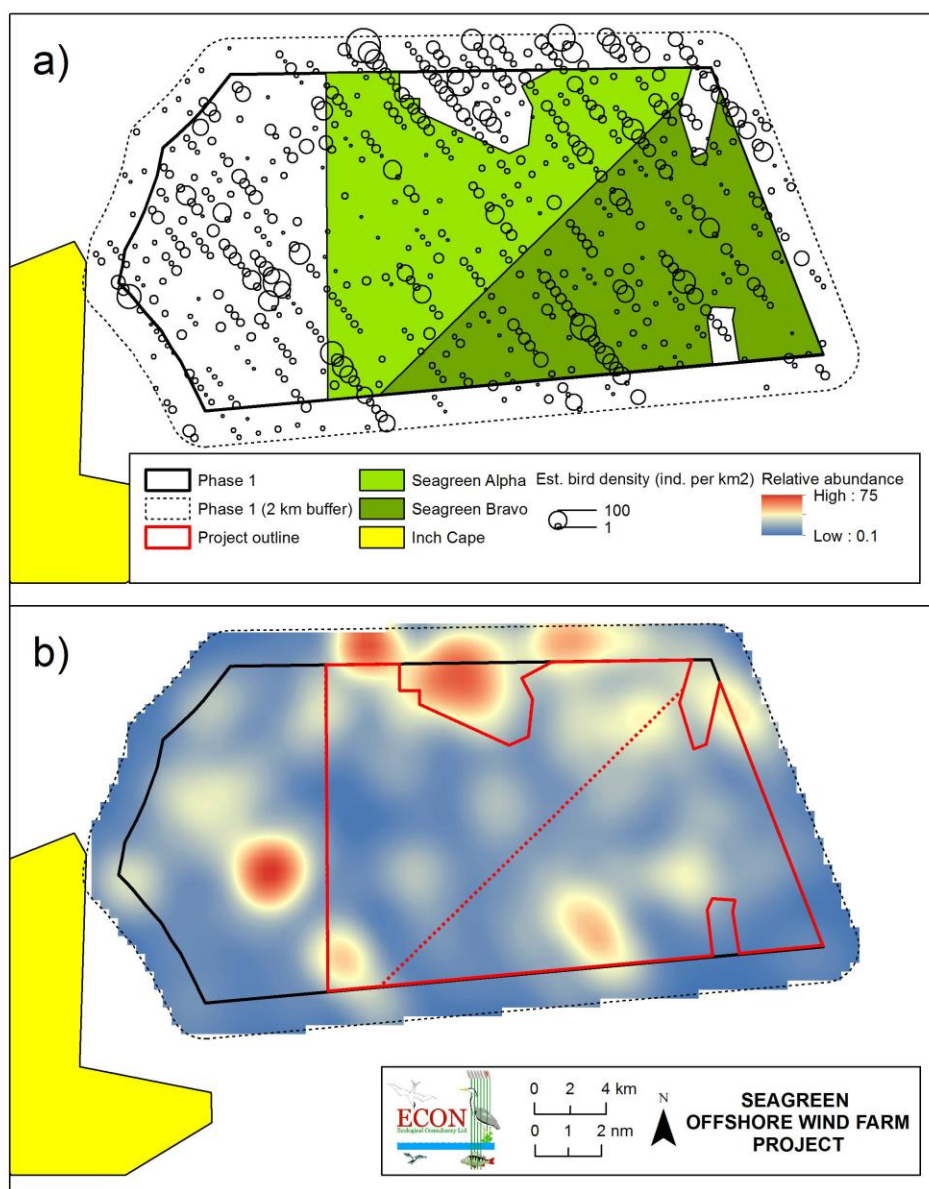 a)
Phase 1
Phase 1 (2 km buffer)
Project outline
Seagreen Alpha
Seagreen Bravo
Inch Cape
Est. bird density (ind. per km2)
100
1
Relative abundance
High : 75
Low : 0.1
b)
ECON
Ecological Consultancy Ltd
0 2 4 km
0 1 2 nm
N
SEAGREEN
OFFSHORE WIND FARM
PROJECT